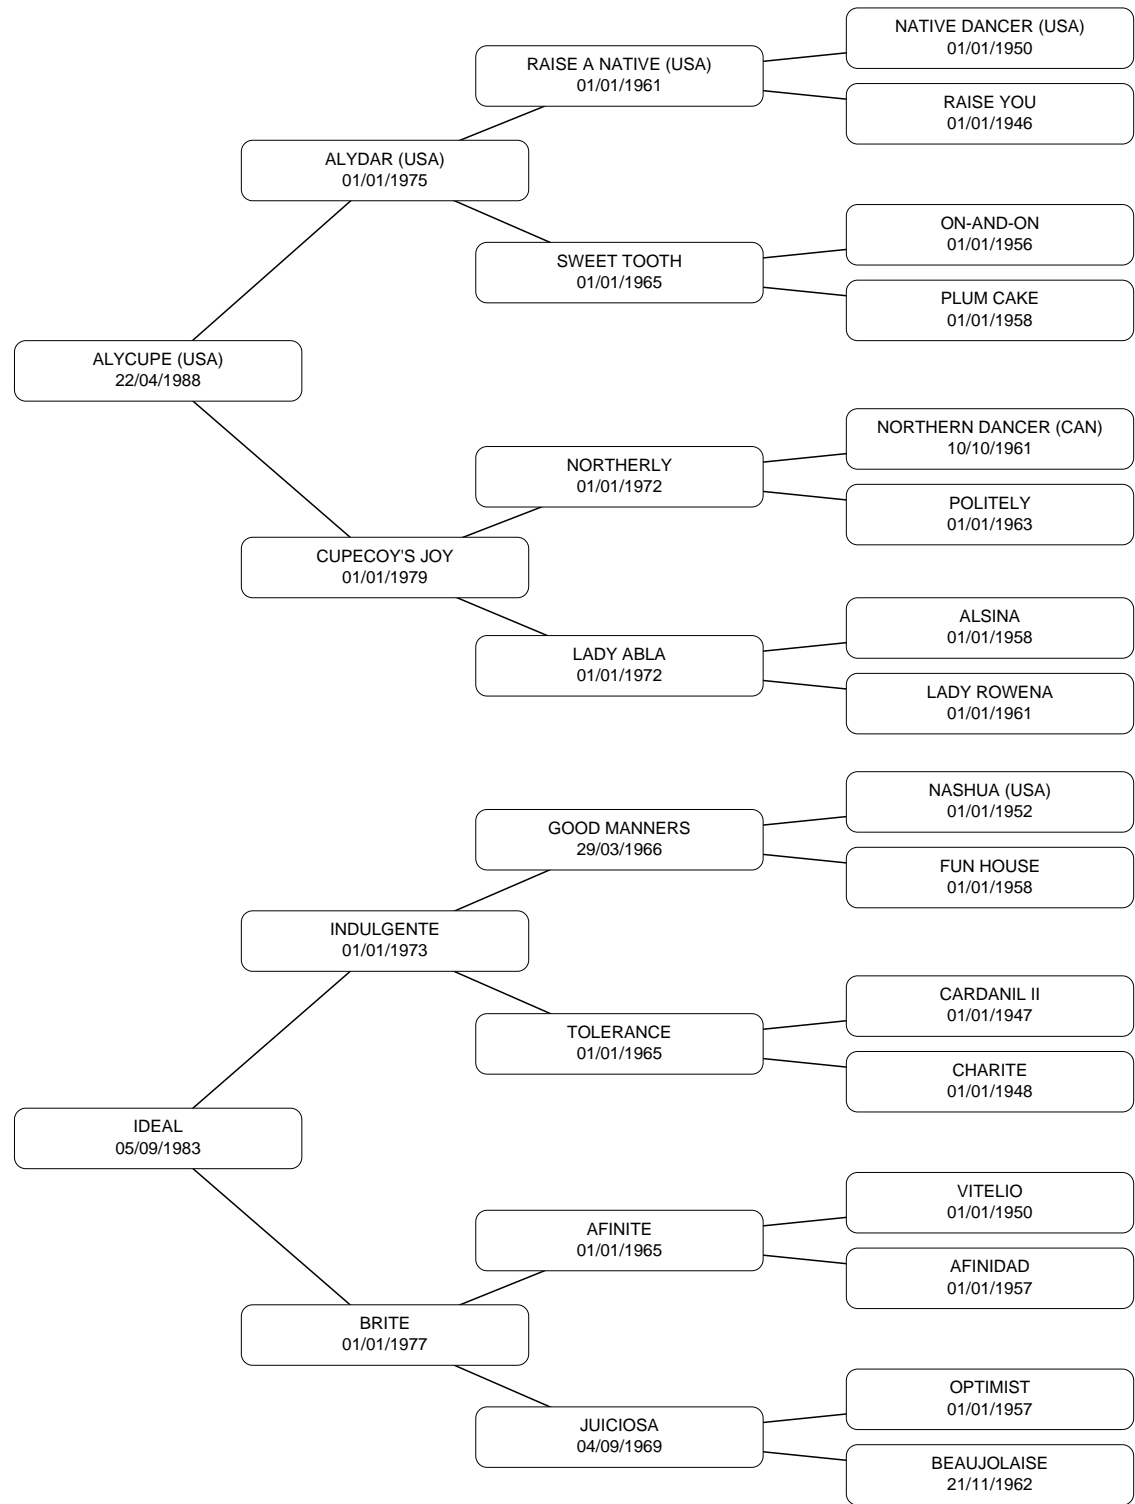 NATIVE DANCER (USA)
01/01/1950
RAISE A NATIVE (USA)
01/01/1961
RAISE YOU
01/01/1946
ALYDAR (USA)
01/01/1975
ON-AND-ON
01/01/1956
SWEET TOOTH
01/01/1965
PLUM CAKE
01/01/1958
ALYCUPE (USA)
22/04/1988
NORTHERN DANCER (CAN)
10/10/1961
NORTHERLY
01/01/1972
POLITELY
01/01/1963
CUPECOY'S JOY
01/01/1979
ALSINA
01/01/1958
LADY ABLA
01/01/1972
LADY ROWENA
01/01/1961
NASHUA (USA)
01/01/1952
GOOD MANNERS
29/03/1966
FUN HOUSE
01/01/1958
INDULGENTE
01/01/1973
CARDANIL II
01/01/1947
TOLERANCE
01/01/1965
CHARITE
01/01/1948
IDEAL
05/09/1983
VITELIO
01/01/1950
AFINITE
01/01/1965
AFINIDAD
01/01/1957
BRITE
01/01/1977
OPTIMIST
01/01/1957
JUICIOSA
04/09/1969
BEAUJOLAISE
21/11/1962